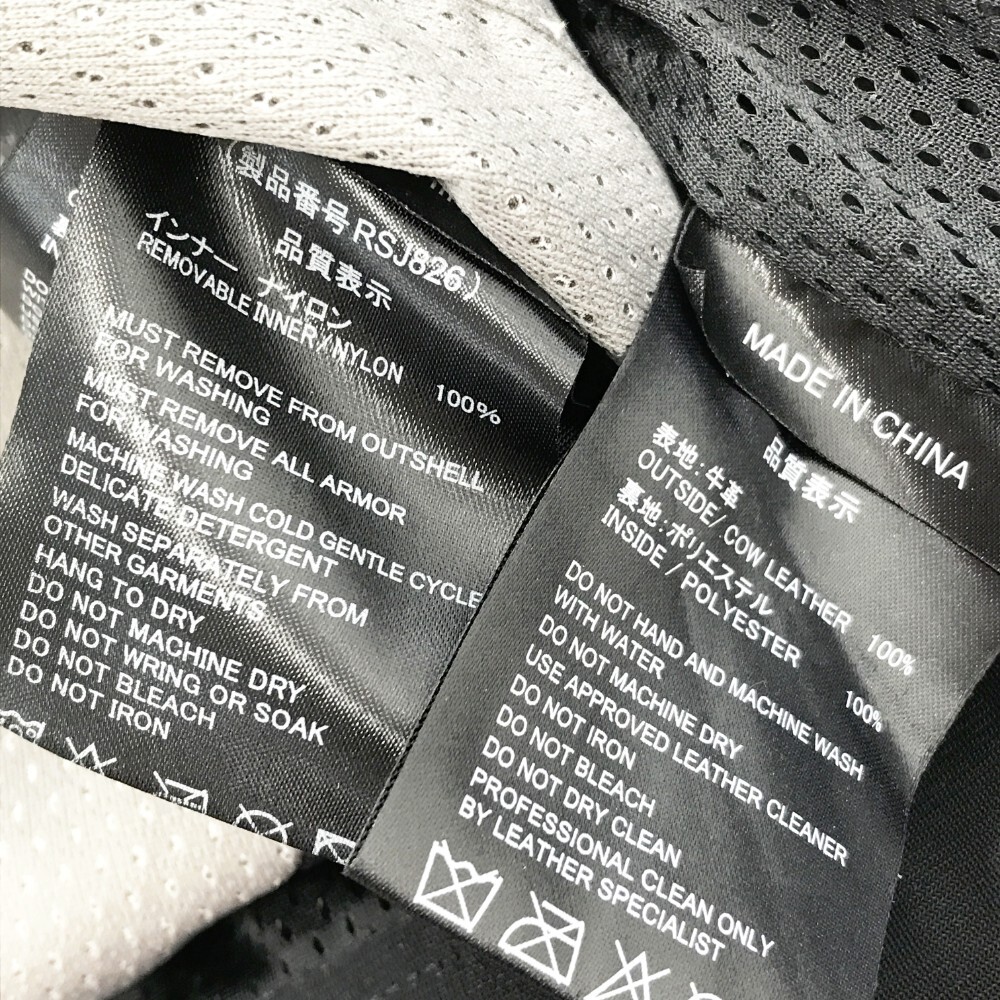 (製品番号RSJ826)
品質表示
インナー ナイロン
REMOVABLE INNER/NYLON 100%
MUST REMOVE FROM OUTSHELL
FOR WASHING
MUST REMOVE ALL ARMOR
FOR WASHING
MACHINE WASH COLD GENTLE CYCLE
DELICATE DETERGENT
WASH SEPARATELY FROM
OTHER GARMENTS
HANG TO DRY
DO NOT MACHINE DRY
DO NOT WRING OR SOAK
DO NOT BLEACH
DO NOT IRON
MADE IN CHINA
品質表示
表地:牛革
OUTSIDE/ COW LEATHER 100%
裏地:ポリエステル
INSIDE / POLYESTER 100%
DO NOT HAND AND MACHINE WASH
WITH WATER
DO NOT MACHINE DRY
USE APPROVED LEATHER CLEANER
DO NOT IRON
DO NOT BLEACH
DO NOT DRY CLEAN
PROFESSIONAL CLEAN ONLY
BY LEATHER SPECIALIST